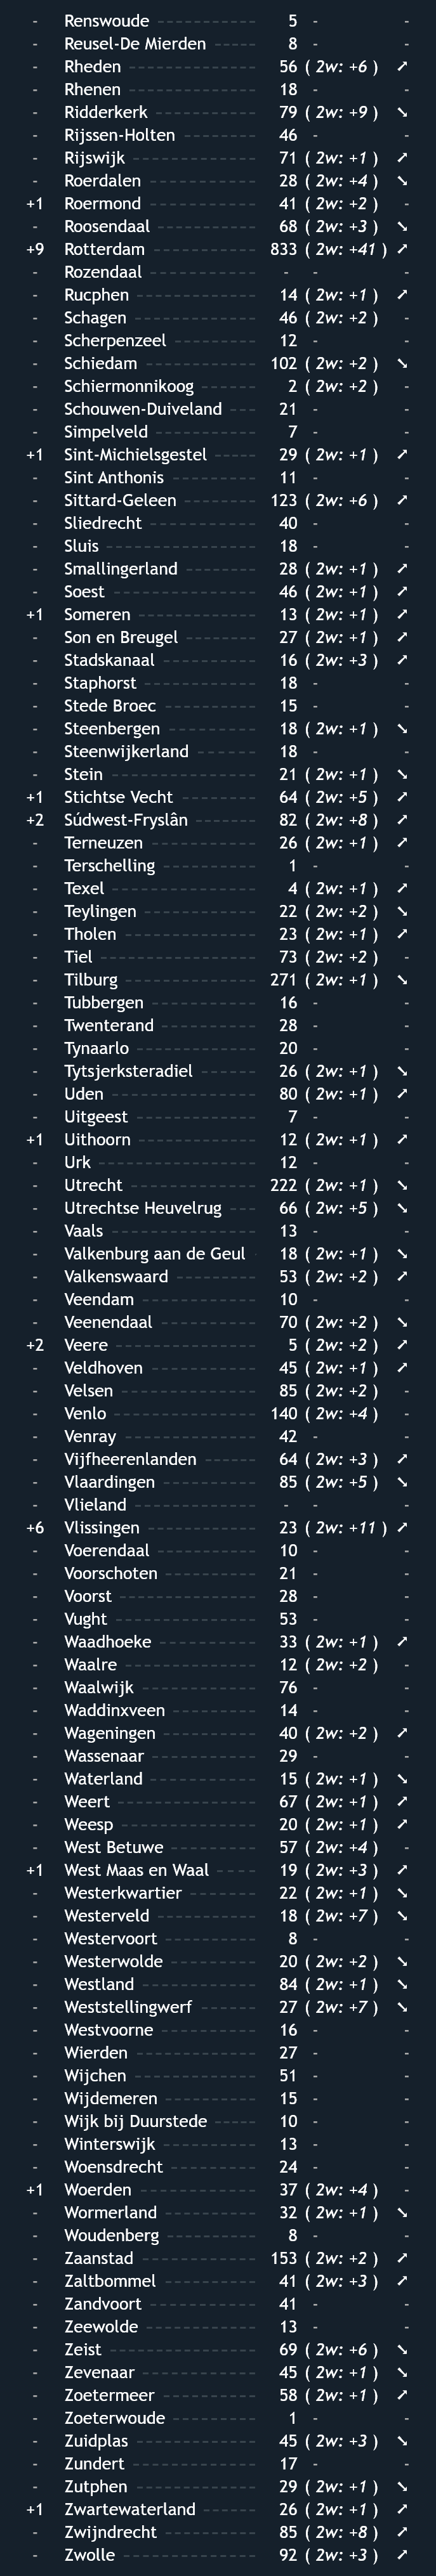 - Renswoude 5 - -
- Reusel-De Mierden 8 - -
- Rheden 56 ( 2w: +6 ) ➚
- Rhenen 18 - -
- Ridderkerk 79 ( 2w: +9 ) ➘
- Rijssen-Holten 46 - -
- Rijswijk 71 ( 2w: +1 ) ➚
- Roerdalen 28 ( 2w: +4 ) ➘
+1 Roermond 41 ( 2w: +2 ) -
- Roosendaal 68 ( 2w: +3 ) ➘
+9 Rotterdam 833 ( 2w: +41 ) ➚
- Rozendaal - - -
- Rucphen 14 ( 2w: +1 ) ➚
- Schagen 46 ( 2w: +2 ) -
- Scherpenzeel 12 - -
- Schiedam 102 ( 2w: +2 ) ➘
- Schiermonnikoog 2 ( 2w: +2 ) -
- Schouwen-Duiveland 21 - -
- Simpelveld 7 - -
+1 Sint-Michielsgestel 29 ( 2w: +1 ) ➚
- Sint Anthonis 11 - -
- Sittard-Geleen 123 ( 2w: +6 ) ➚
- Sliedrecht 40 - -
- Sluis 18 - -
- Smallingerland 28 ( 2w: +1 ) ➚
- Soest 46 ( 2w: +1 ) ➚
+1 Someren 13 ( 2w: +1 ) ➚
- Son en Breugel 27 ( 2w: +1 ) ➚
- Stadskanaal 16 ( 2w: +3 ) ➚
- Staphorst 18 - -
- Stede Broec 15 - -
- Steenbergen 18 ( 2w: +1 ) ➘
- Steenwijkerland 18 - -
- Stein 21 ( 2w: +1 ) ➘
+1 Stichtse Vecht 64 ( 2w: +5 ) ➚
+2 Súdwest-Fryslân 82 ( 2w: +8 ) ➚
- Terneuzen 26 ( 2w: +1 ) ➚
- Terschelling 1 - -
- Texel 4 ( 2w: +1 ) ➚
- Teylingen 22 ( 2w: +2 ) ➘
- Tholen 23 ( 2w: +1 ) ➚
- Tiel 73 ( 2w: +2 ) -
- Tilburg 271 ( 2w: +1 ) ➘
- Tubbergen 16 - -
- Twenterand 28 - -
- Tynaarlo 20 - -
- Tytsjerksteradiel 26 ( 2w: +1 ) ➘
- Uden 80 ( 2w: +1 ) ➚
- Uitgeest 7 - -
+1 Uithoorn 12 ( 2w: +1 ) ➚
- Urk 12 - -
- Utrecht 222 ( 2w: +1 ) ➘
- Utrechtse Heuvelrug 66 ( 2w: +5 ) ➘
- Vaals 13 - -
- Valkenburg aan de Geul 18 ( 2w: +1 ) ➘
- Valkenswaard 53 ( 2w: +2 ) ➚
- Veendam 10 - -
- Veenendaal 70 ( 2w: +2 ) ➘
+2 Veere 5 ( 2w: +2 ) ➚
- Veldhoven 45 ( 2w: +1 ) ➚
- Velsen 85 ( 2w: +2 ) -
- Venlo 140 ( 2w: +4 ) -
- Venray 42 - -
- Vijfheerenlanden 64 ( 2w: +3 ) ➚
- Vlaardingen 85 ( 2w: +5 ) ➘
- Vlieland - - -
+6 Vlissingen 23 ( 2w: +11 ) ➚
- Voerendaal 10 - -
- Voorschoten 21 - -
- Voorst 28 - -
- Vught 53 - -
- Waadhoeke 33 ( 2w: +1 ) ➚
- Waalre 12 ( 2w: +2 ) -
- Waalwijk 76 - -
- Waddinxveen 14 - -
- Wageningen 40 ( 2w: +2 ) ➚
- Wassenaar 29 - -
- Waterland 15 ( 2w: +1 ) ➘
- Weert 67 ( 2w: +1 ) ➚
- Weesp 20 ( 2w: +1 ) ➚
- West Betuwe 57 ( 2w: +4 ) -
+1 West Maas en Waal 19 ( 2w: +3 ) ➚
- Westerkwartier 22 ( 2w: +1 ) ➘
- Westerveld 18 ( 2w: +7 ) ➘
- Westervoort 8 - -
- Westerwolde 20 ( 2w: +2 ) ➘
- Westland 84 ( 2w: +1 ) ➘
- Weststellingwerf 27 ( 2w: +7 ) ➘
- Westvoorne 16 - -
- Wierden 27 - -
- Wijchen 51 - -
- Wijdemeren 15 - -
- Wijk bij Duurstede 10 - -
- Winterswijk 13 - -
- Woensdrecht 24 - -
+1 Woerden 37 ( 2w: +4 ) -
- Wormerland 32 ( 2w: +1 ) ➘
- Woudenberg 8 - -
- Zaanstad 153 ( 2w: +2 ) ➚
- Zaltbommel 41 ( 2w: +3 ) ➚
- Zandvoort 41 - -
- Zeewolde 13 - -
- Zeist 69 ( 2w: +6 ) ➘
- Zevenaar 45 ( 2w: +1 ) ➘
- Zoetermeer 58 ( 2w: +1 ) ➚
- Zoeterwoude 1 - -
- Zuidplas 45 ( 2w: +3 ) ➘
- Zundert 17 - -
- Zutphen 29 ( 2w: +1 ) ➘
+1 Zwartewaterland 26 ( 2w: +1 ) ➚
- Zwijndrecht 85 ( 2w: +8 ) ➚
- Zwolle 92 ( 2w: +3 ) ➚